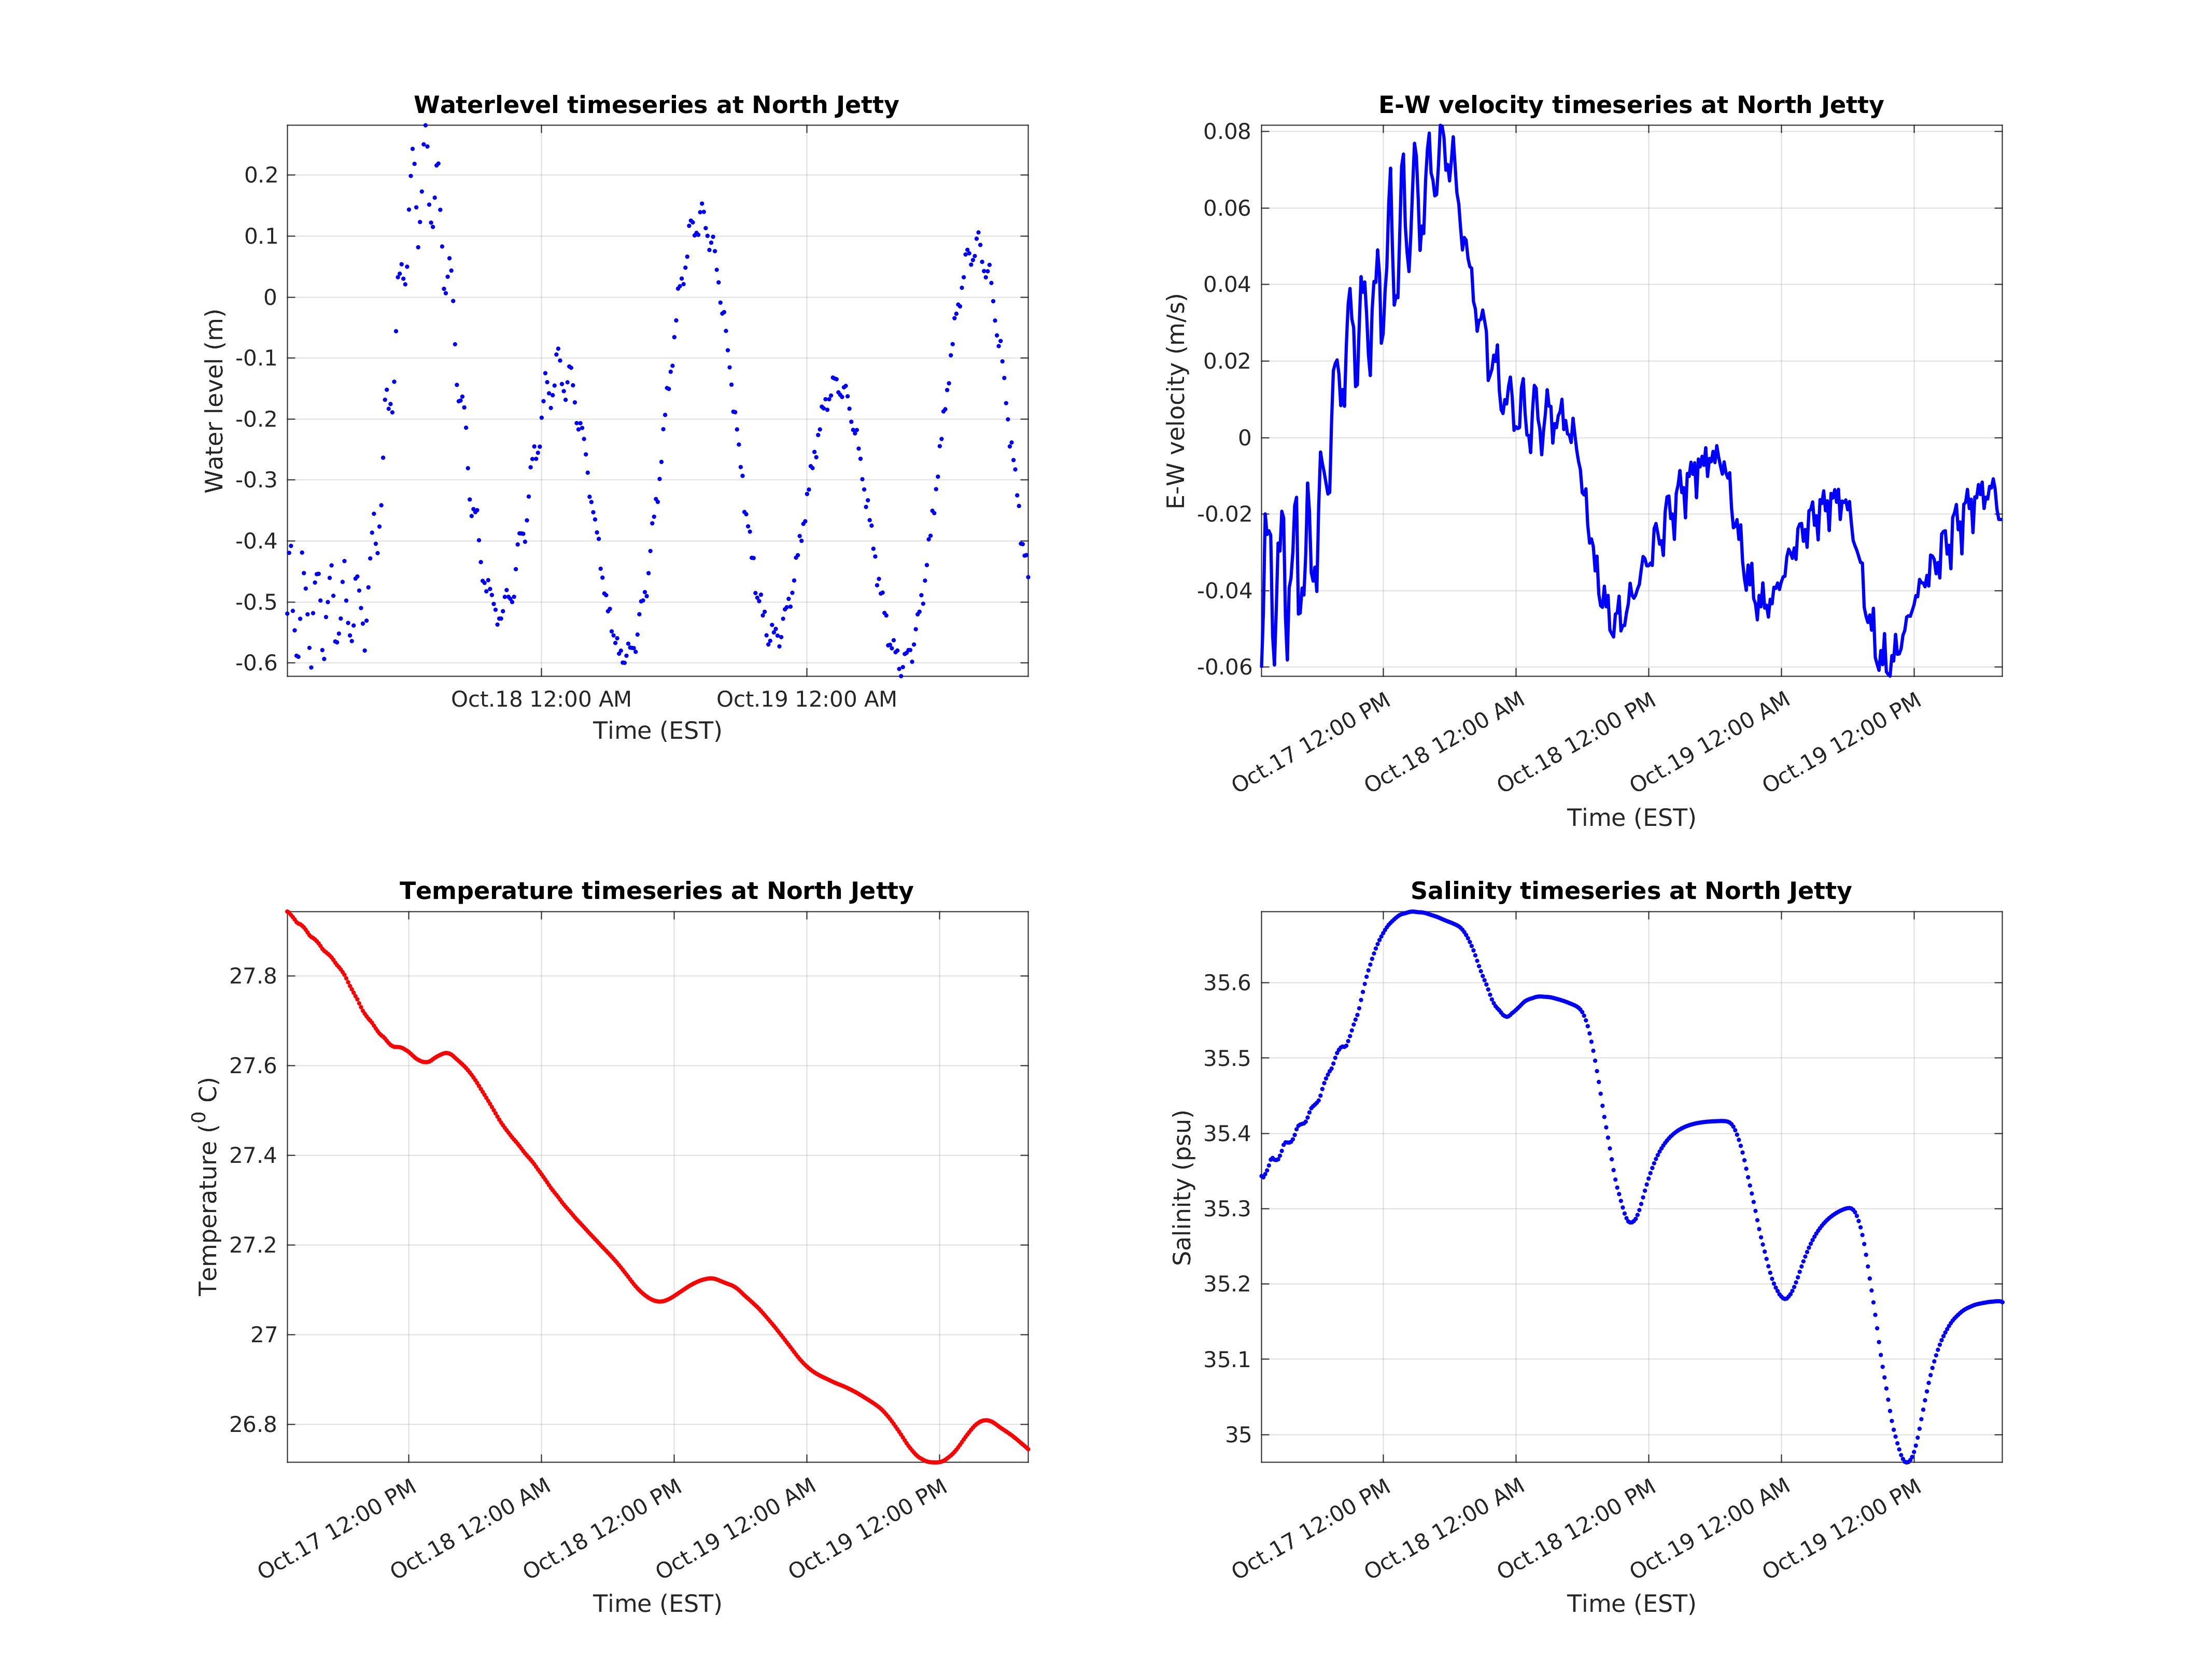 Waterlevel timeseries at North Jetty
0.2
0.1
0
-0.1
-0.2
-0.3
-0.4
-0.5
-0.6
Water level (m)
Oct.18 12:00 AM
Oct.19 12:00 AM
Time (EST)
E-W velocity timeseries at North Jetty
0.08
0.06
0.04
0.02
0
-0.02
-0.04
-0.06
E-W velocity (m/s)
Oct.17 12:00 PM
Oct.18 12:00 AM
Oct.18 12:00 PM
Oct.19 12:00 AM
Oct.19 12:00 PM
Time (EST)
Temperature timeseries at North Jetty
27.8
27.6
27.4
27.2
27
26.8
Temperature (⁰ C)
Oct.17 12:00 PM
Oct.18 12:00 AM
Oct.18 12:00 PM
Oct.19 12:00 AM
Oct.19 12:00 PM
Time (EST)
Salinity timeseries at North Jetty
35.6
35.5
35.4
35.3
35.2
35.1
35
Salinity (psu)
Oct.17 12:00 PM
Oct.18 12:00 AM
Oct.18 12:00 PM
Oct.19 12:00 AM
Oct.19 12:00 PM
Time (EST)